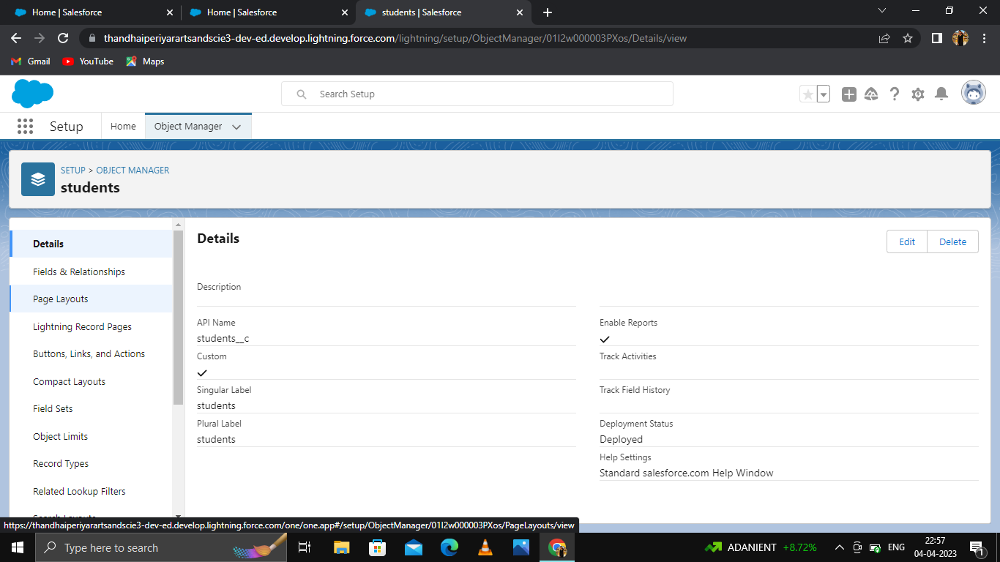 Home | Salesforce
Home | Salesforce
students | Salesforce
thandhaiperiyarartsandscie3-dev-ed.develop.lightning.force.com/lightning/setup/ObjectManager/01I2w000003PXos/Details/view
Gmail
YouTube
Maps
Search Setup
Setup
Home
Object Manager
SETUP > OBJECT MANAGER
students
Details
Fields & Relationships
Page Layouts
Lightning Record Pages
Buttons, Links, and Actions
Compact Layouts
Field Sets
Object Limits
Record Types
Related Lookup Filters
Search Layouts
Details
Edit
Delete
Description
API Name
students__c
Custom
Singular Label
students
Plural Label
students
Enable Reports
Track Activities
Track Field History
Deployment Status
Deployed
Help Settings
Standard salesforce.com Help Window
https://thandhaiperiyarartsandscie3-dev-ed.develop.lightning.force.com/one/one.app#/setup/ObjectManager/01I2w000003PXos/PageLayouts/view
Type here to search
ADANIENT +8.72%
ENG
22:57
04-04-2023
1